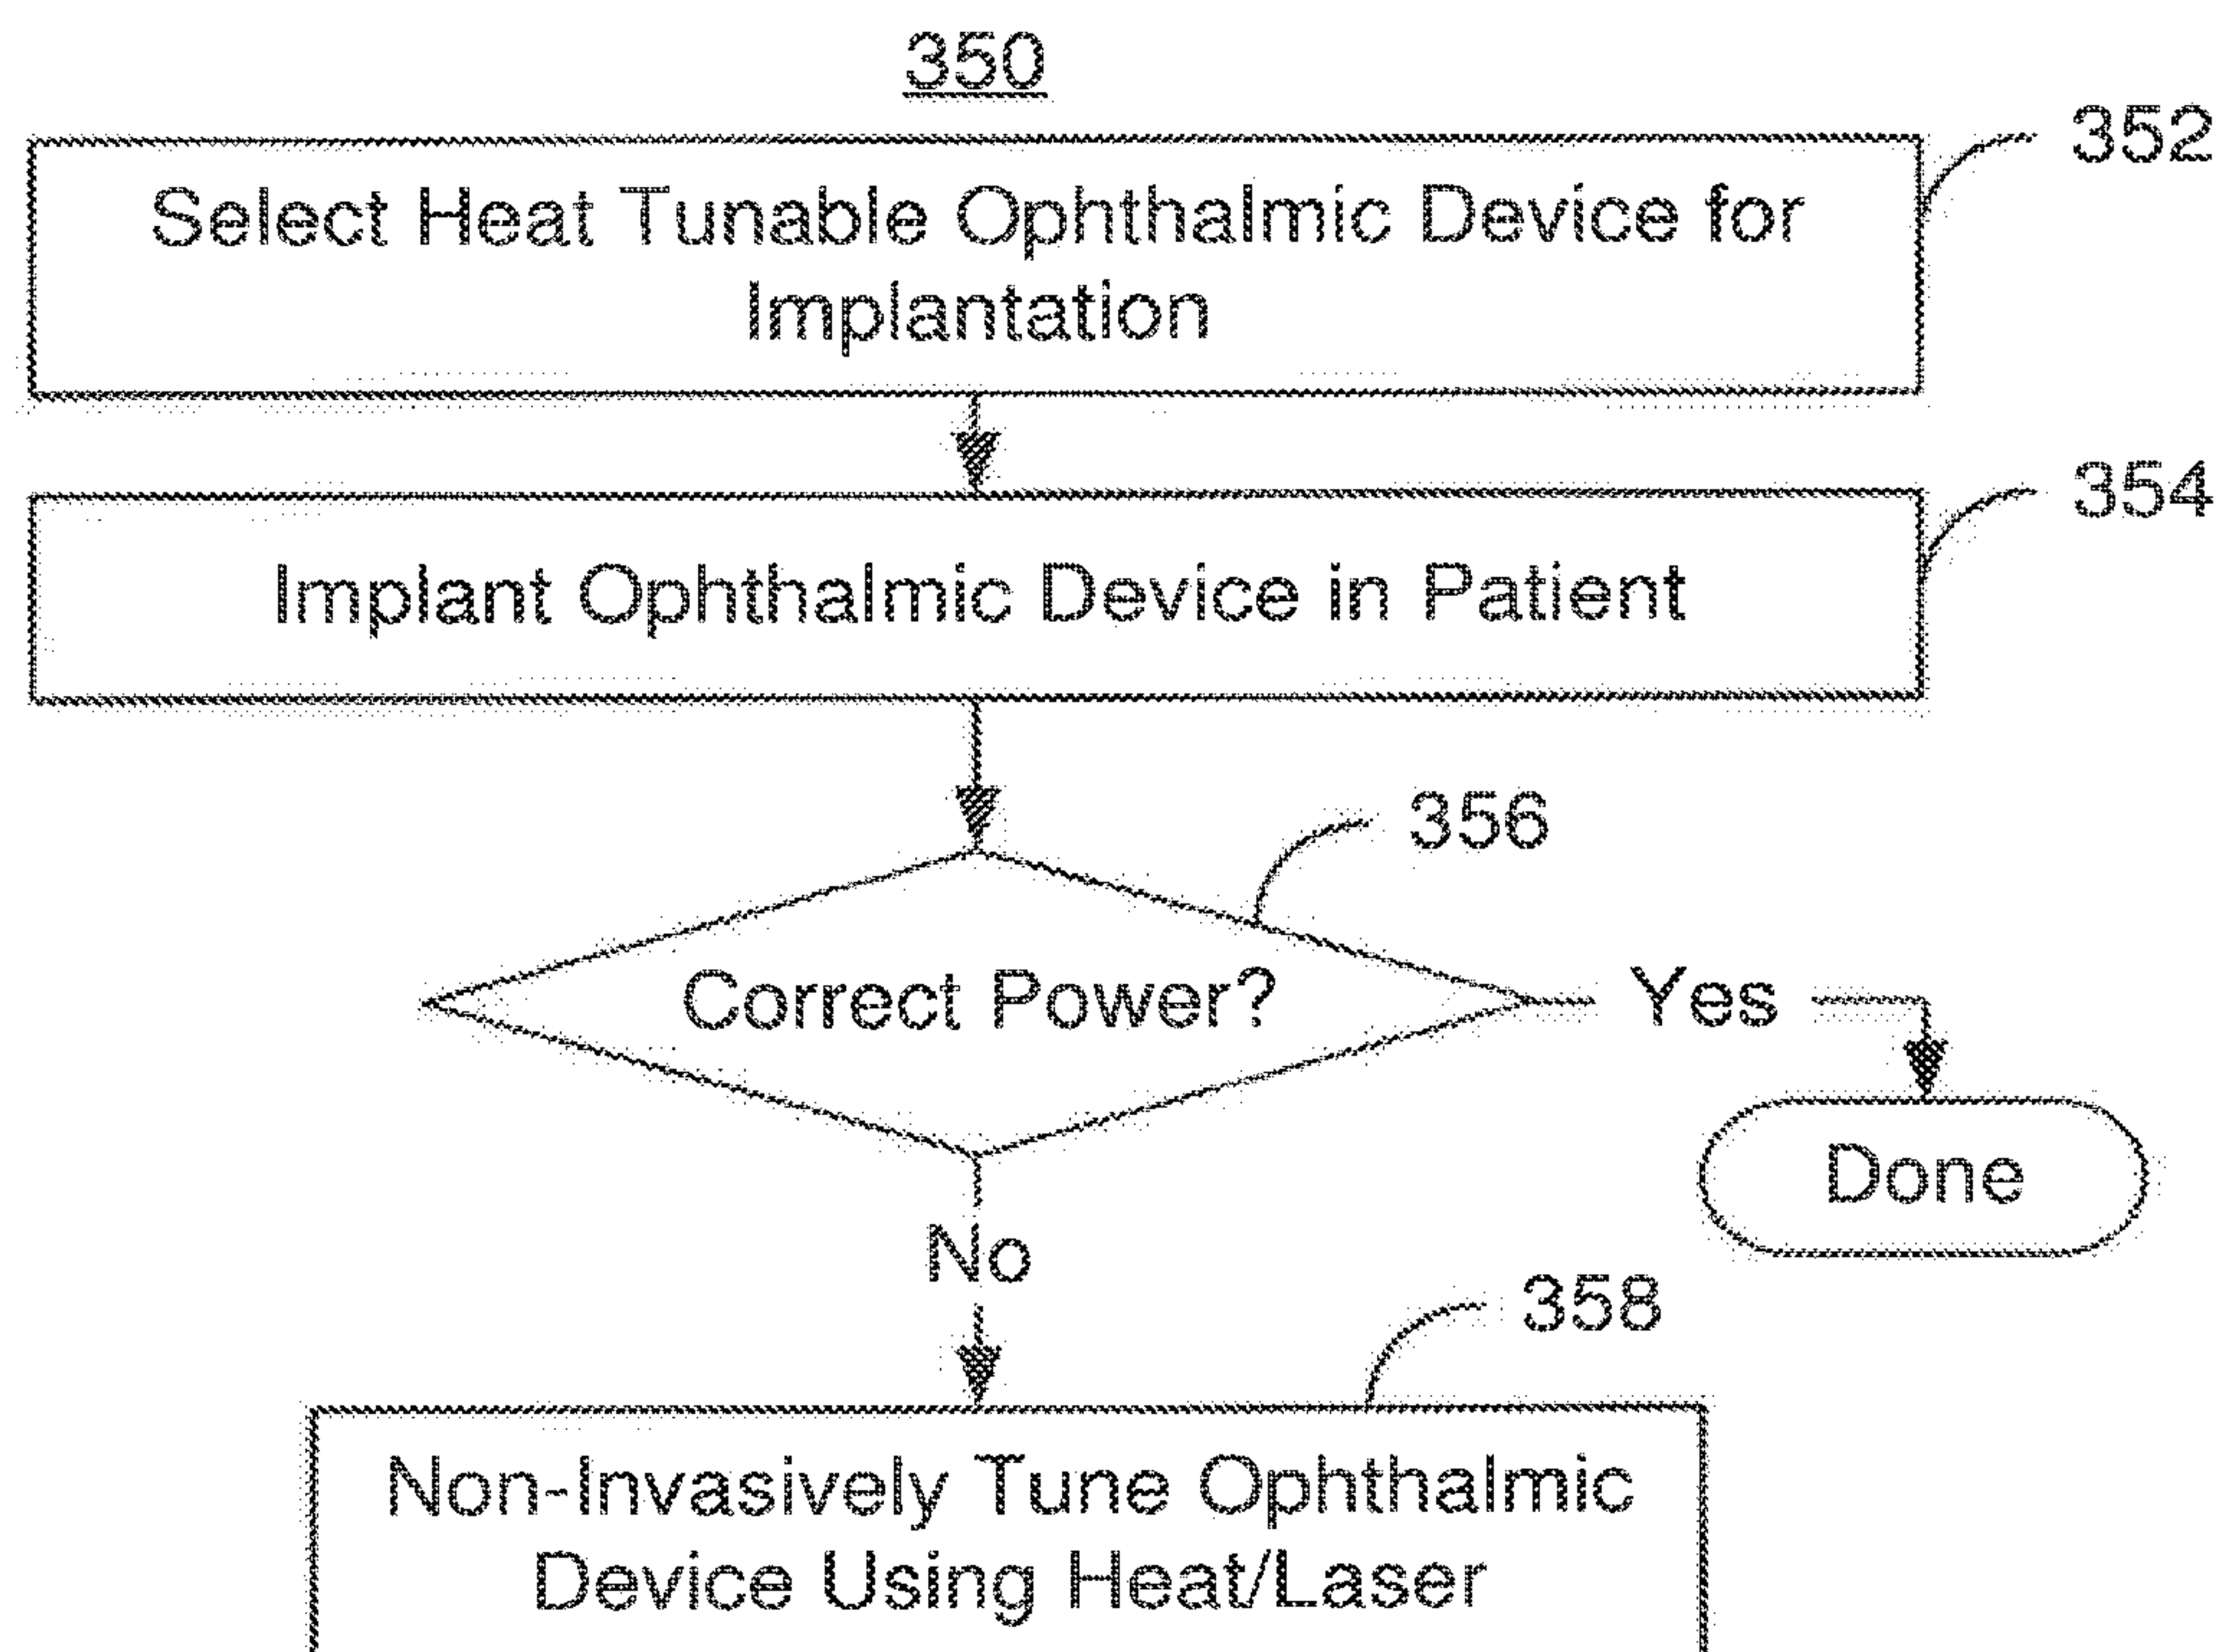 350
352
Select Heat Tunable Ophthalmic Device for
Implantation
354
Implant Ophthalmic Device in Patient
356
Correct Power?
Yes
Done
No
358
Non-Invasively Tune Ophthalmic
Device Using Heat/Laser